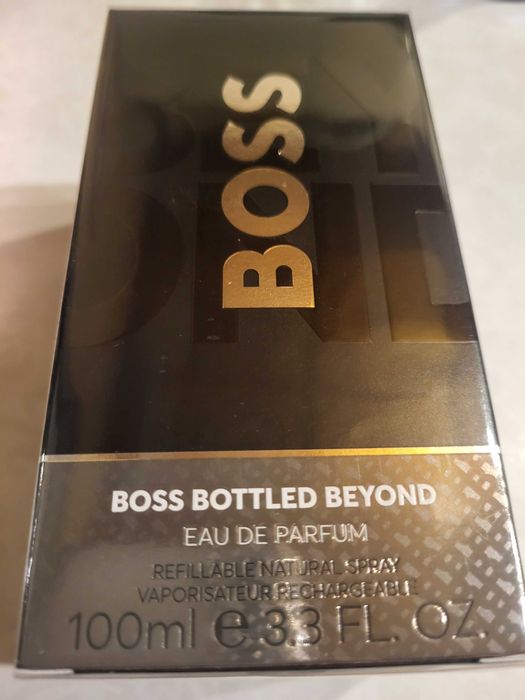 BOSS
BOSS BOTTLED BEYOND
EAU DE PARFUM
REFILLABLE NATURAL SPRAY
VAPORISATEUR RECHARGEABLE
100ml e 3.3 FL. OZ.